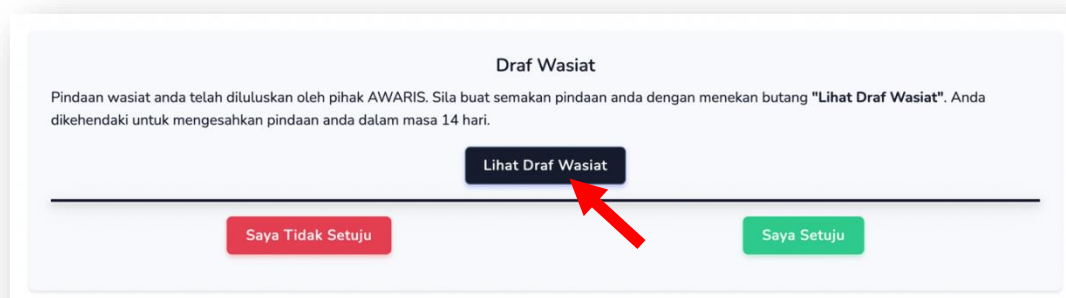 Draf Wasiat
Pindaan wasiat anda telah diluluskan oleh pihak AWARIS. Sila buat semakan pindaan anda dengan menekan butang "Lihat Draf Wasiat". Anda
dikehendaki untuk mengesahkan pindaan anda dalam masa 14 hari.
Lihat Draf Wasiat
Saya Tidak Setuju
Saya Setuju